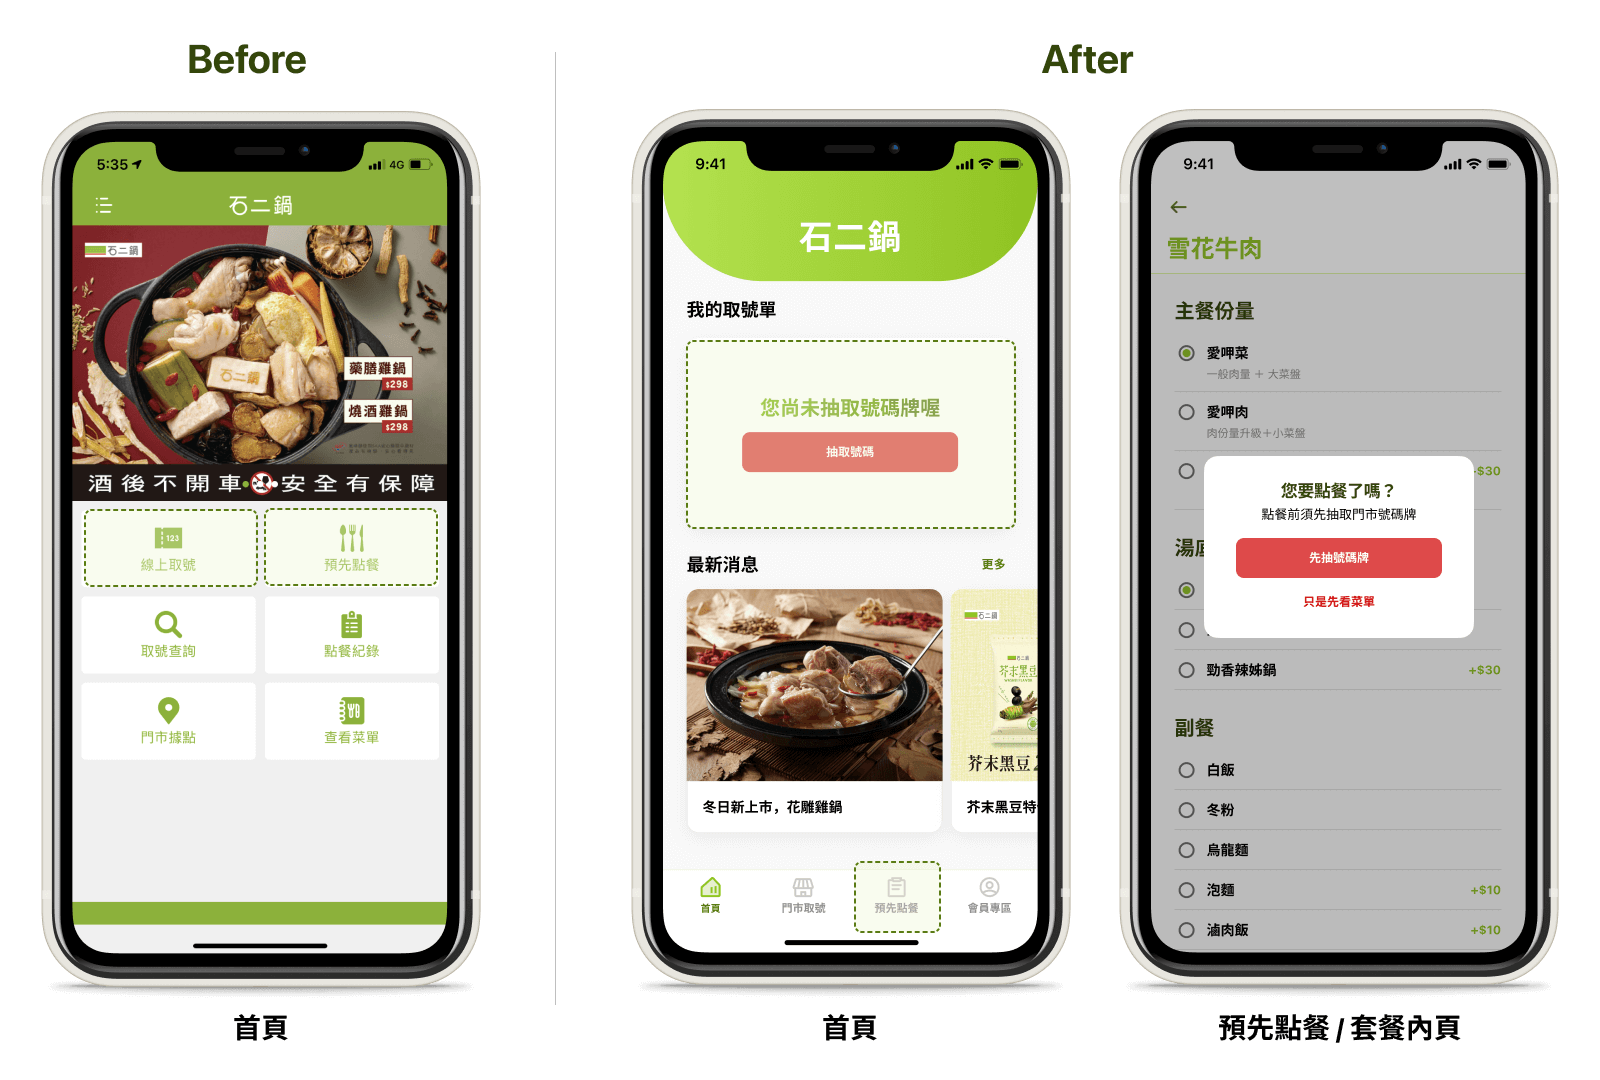 Before
After
5:35
4G
石二鍋
石二鍋
石二鍋
藥膳雞鍋
$298
燒酒雞鍋
$298
酒後不開車 安全有保障
123
線上取號
預先點餐
取號查詢
點餐紀錄
門市據點
查看菜單
首頁
9:41
石二鍋
我的取號單
您尚未抽取號碼牌喔
抽取號碼
最新消息
更多
石二鍋
石二鍋
芥末黑豆
芥末黑豆
冬日新上市，花雕雞鍋
芥末黑豆特
首頁
門市取號
預先點餐
會員專區
首頁
9:41
雪花牛肉
主餐份量
愛呷菜
一般肉量 ＋ 大菜盤
愛呷肉
肉份量升級＋小菜盤
+$30
您要點餐了嗎？
點餐前須先抽取門市號碼牌
先抽號碼牌
只是先看菜單
湯底
勁香辣姊鍋
+$30
副餐
白飯
冬粉
烏龍麵
泡麵
+$10
滷肉飯
+$10
預先點餐 / 套餐內頁